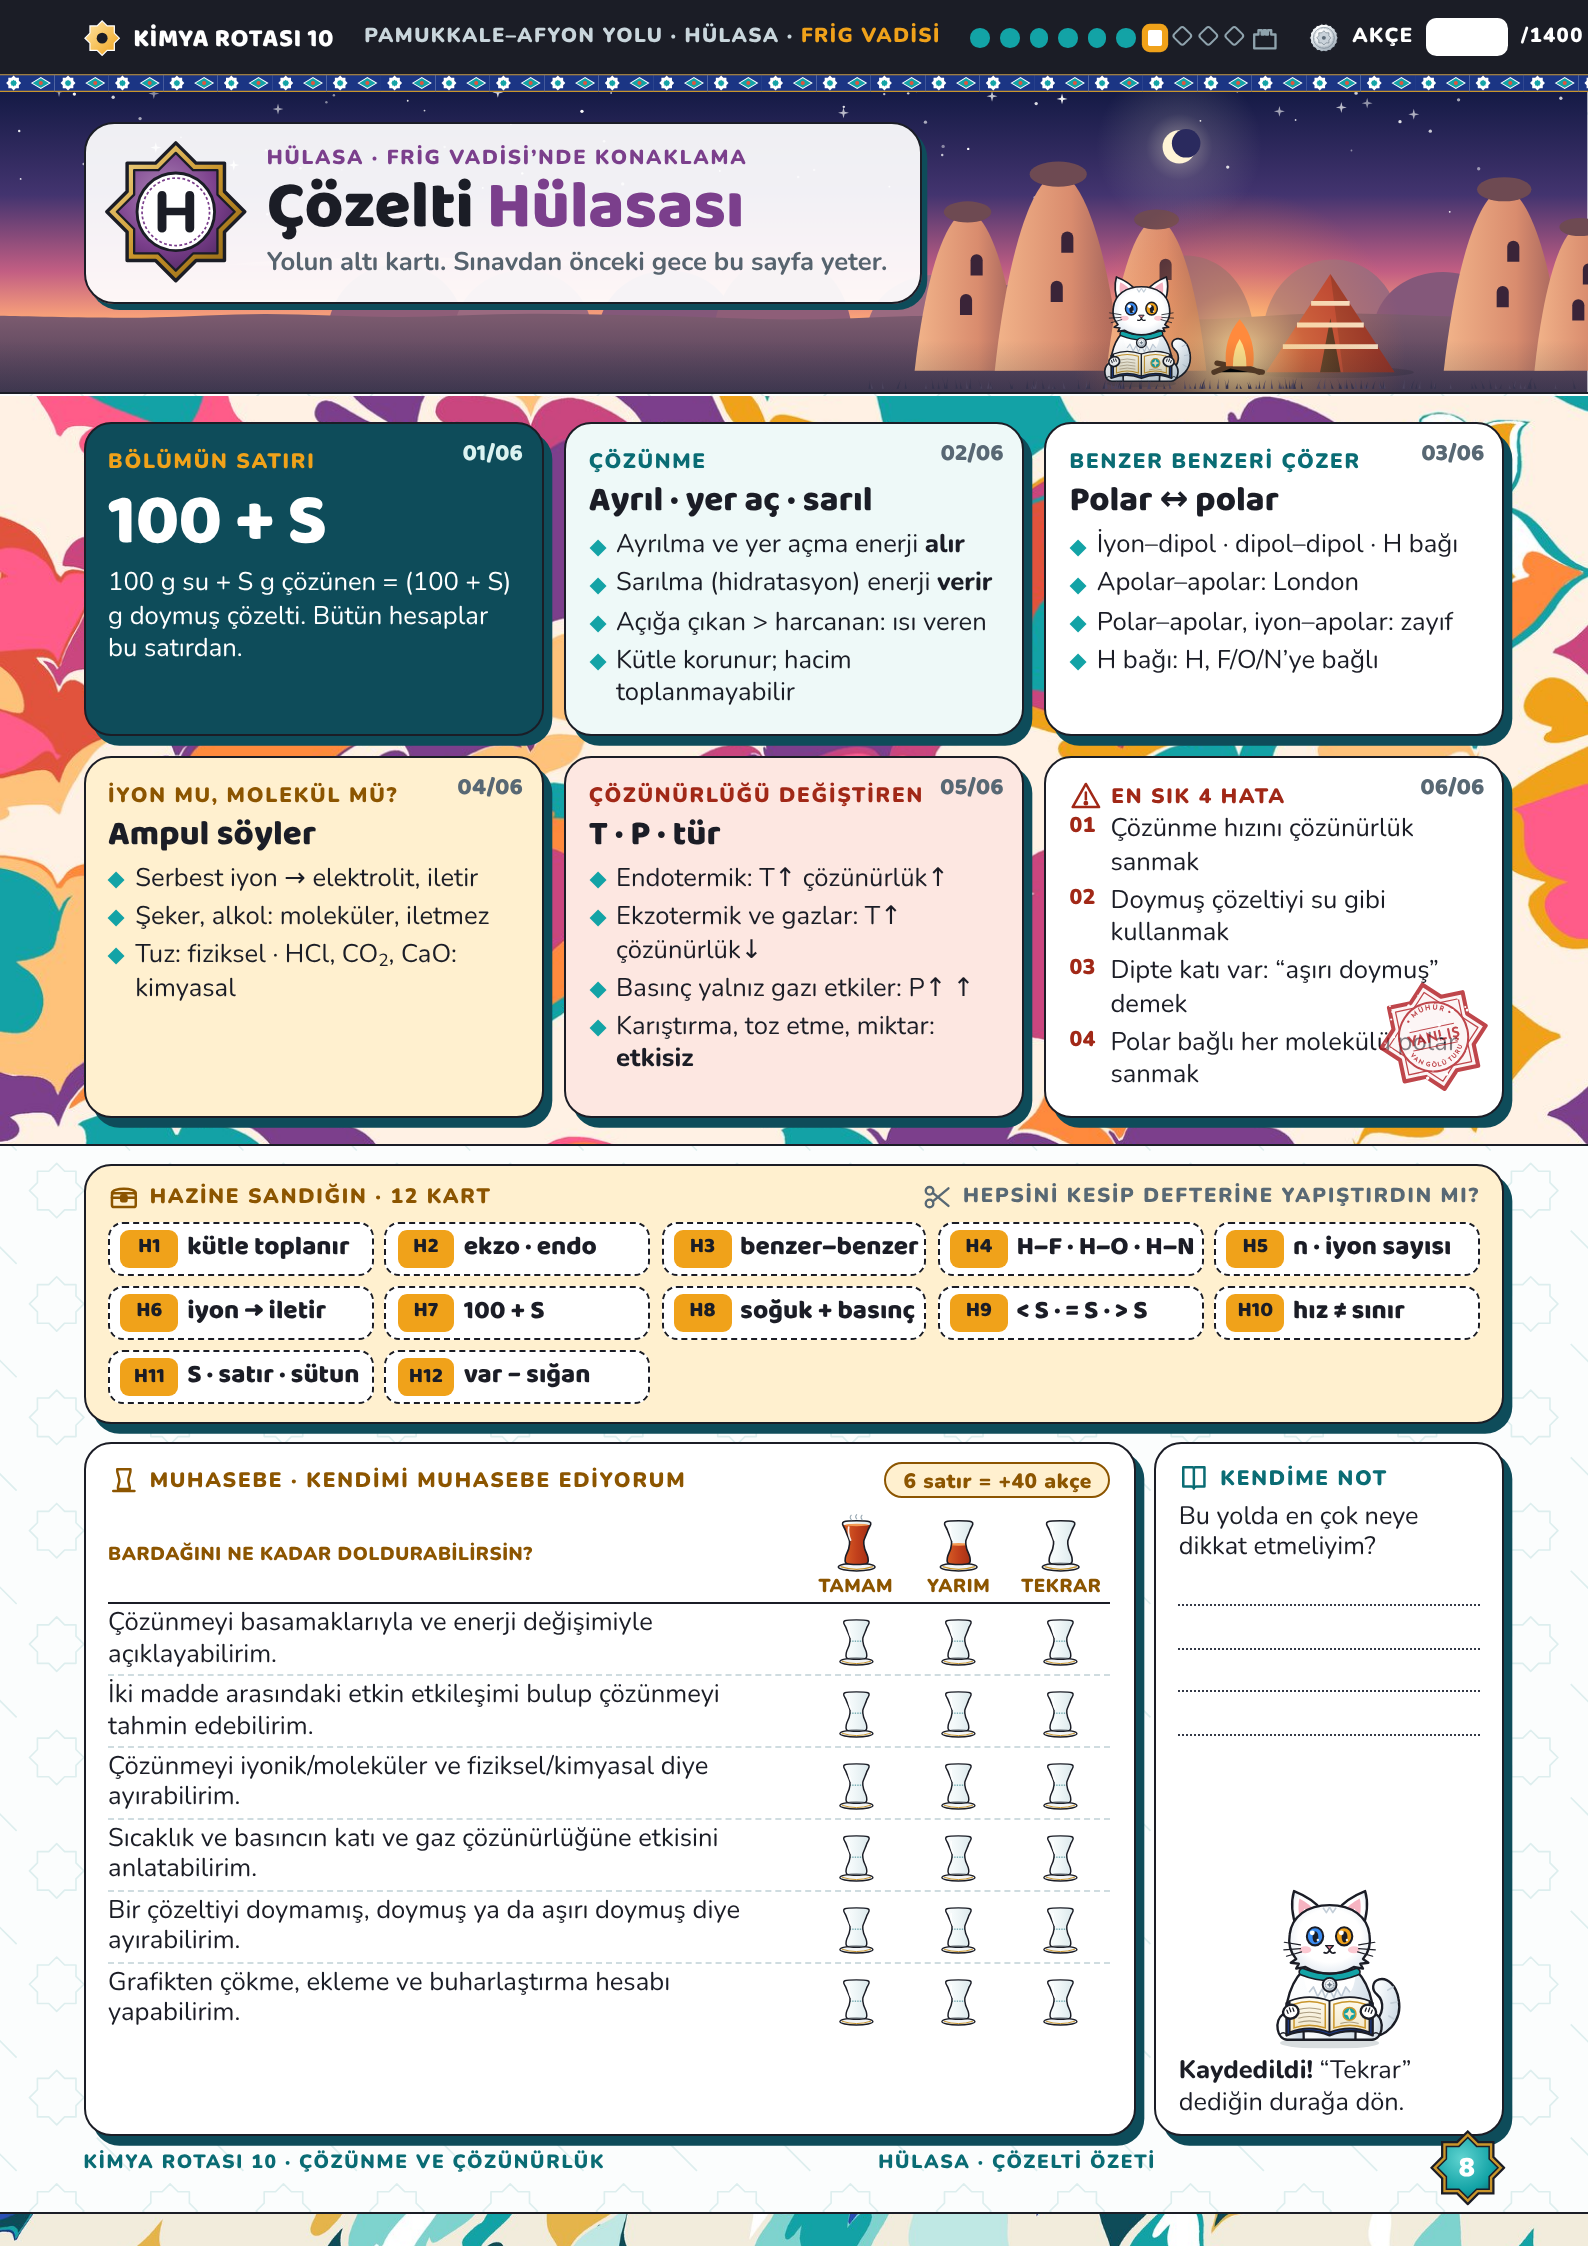 KİMYA ROTASI 10
PAMUKKALE–AFYON YOLU · HÜLASA · FRİG VADİSİ
AKÇE
/1400
HÜLASA · FRİG VADİSİ'NDE KONAKLAMA
H
Çözelti Hülasası
Yolun altı kartı. Sınavdan önceki gece bu sayfa yeter.
BÖLÜMÜN SATIRI
01/06
100 + S
100 g su + S g çözünen = (100 + S)
g doymuş çözelti. Bütün hesaplar
bu satırdan.
ÇÖZÜNME
02/06
Ayrıl · yer aç · sarıl
Ayrılma ve yer açma enerji alır
Sarılma (hidratasyon) enerji verir
Açığa çıkan > harcanan: ısı veren
Kütle korunur; hacim
toplanmayabilir
BENZER BENZERİ ÇÖZER
03/06
Polar ↔ polar
İyon–dipol · dipol–dipol · H bağı
Apolar–apolar: London
Polar–apolar, iyon–apolar: zayıf
H bağı: H, F/O/N'ye bağlı
İYON MU, MOLEKÜL MÜ?
04/06
Ampul söyler
Serbest iyon → elektrolit, iletir
Şeker, alkol: moleküler, iletmez
Tuz: fiziksel · HCl, CO₂, CaO:
kimyasal
ÇÖZÜNÜRLÜĞÜ DEĞİŞTİREN
05/06
T · P · tür
Endotermik: T↑ çözünürlük↑
Ekzotermik ve gazlar: T↑
çözünürlük↓
Basınç yalnız gazı etkiler: P↑ ↑
Karıştırma, toz etme, miktar:
etkisiz
EN SIK 4 HATA
06/06
01 Çözünme hızını çözünürlük
sanmak
02 Doymuş çözeltiyi su gibi
kullanmak
03 Dipte katı var: “aşırı doymuş”
demek
04 Polar bağlı her molekülü polar
sanmak
MÜHÜR
YANLIŞ
VAN GÖLÜ TURU
HAZİNE SANDIĞIN · 12 KART
HEPSİNİ KESİP DEFTERİNE YAPIŞTIRDIN MI?
H1 kütle toplanır
H2 ekzo · endo
H3 benzer–benzer
H4 H–F · H–O · H–N
H5 n · iyon sayısı
H6 iyon → iletir
H7 100 + S
H8 soğuk + basınç
H9 < S · = S · > S
H10 hız ≠ sınır
H11 S · satır · sütun
H12 var − sığan
MUHASEBE · KENDİMİ MUHASEBE EDİYORUM
6 satır = +40 akçe
BARDAĞINI NE KADAR DOLDURABİLİRSİN?
TAMAM
YARIM
TEKRAR
Çözünmeyi basamaklarıyla ve enerji değişimiyle
açıklayabilirim.
İki madde arasındaki etkin etkileşimi bulup çözünmeyi
tahmin edebilirim.
Çözünmeyi iyonik/moleküler ve fiziksel/kimyasal diye
ayırabilirim.
Sıcaklık ve basıncın katı ve gaz çözünürlüğüne etkisini
anlatabilirim.
Bir çözeltiyi doymamış, doymuş ya da aşırı doymuş diye
ayırabilirim.
Grafikten çökme, ekleme ve buharlaştırma hesabı
yapabilirim.
KENDİME NOT
Bu yolda en çok neye
dikkat etmeliyim?
Kaydedildi! “Tekrar”
dediğin durağa dön.
KİMYA ROTASI 10 · ÇÖZÜNME VE ÇÖZÜNÜRLÜK
HÜLASA · ÇÖZELTİ ÖZETİ
8